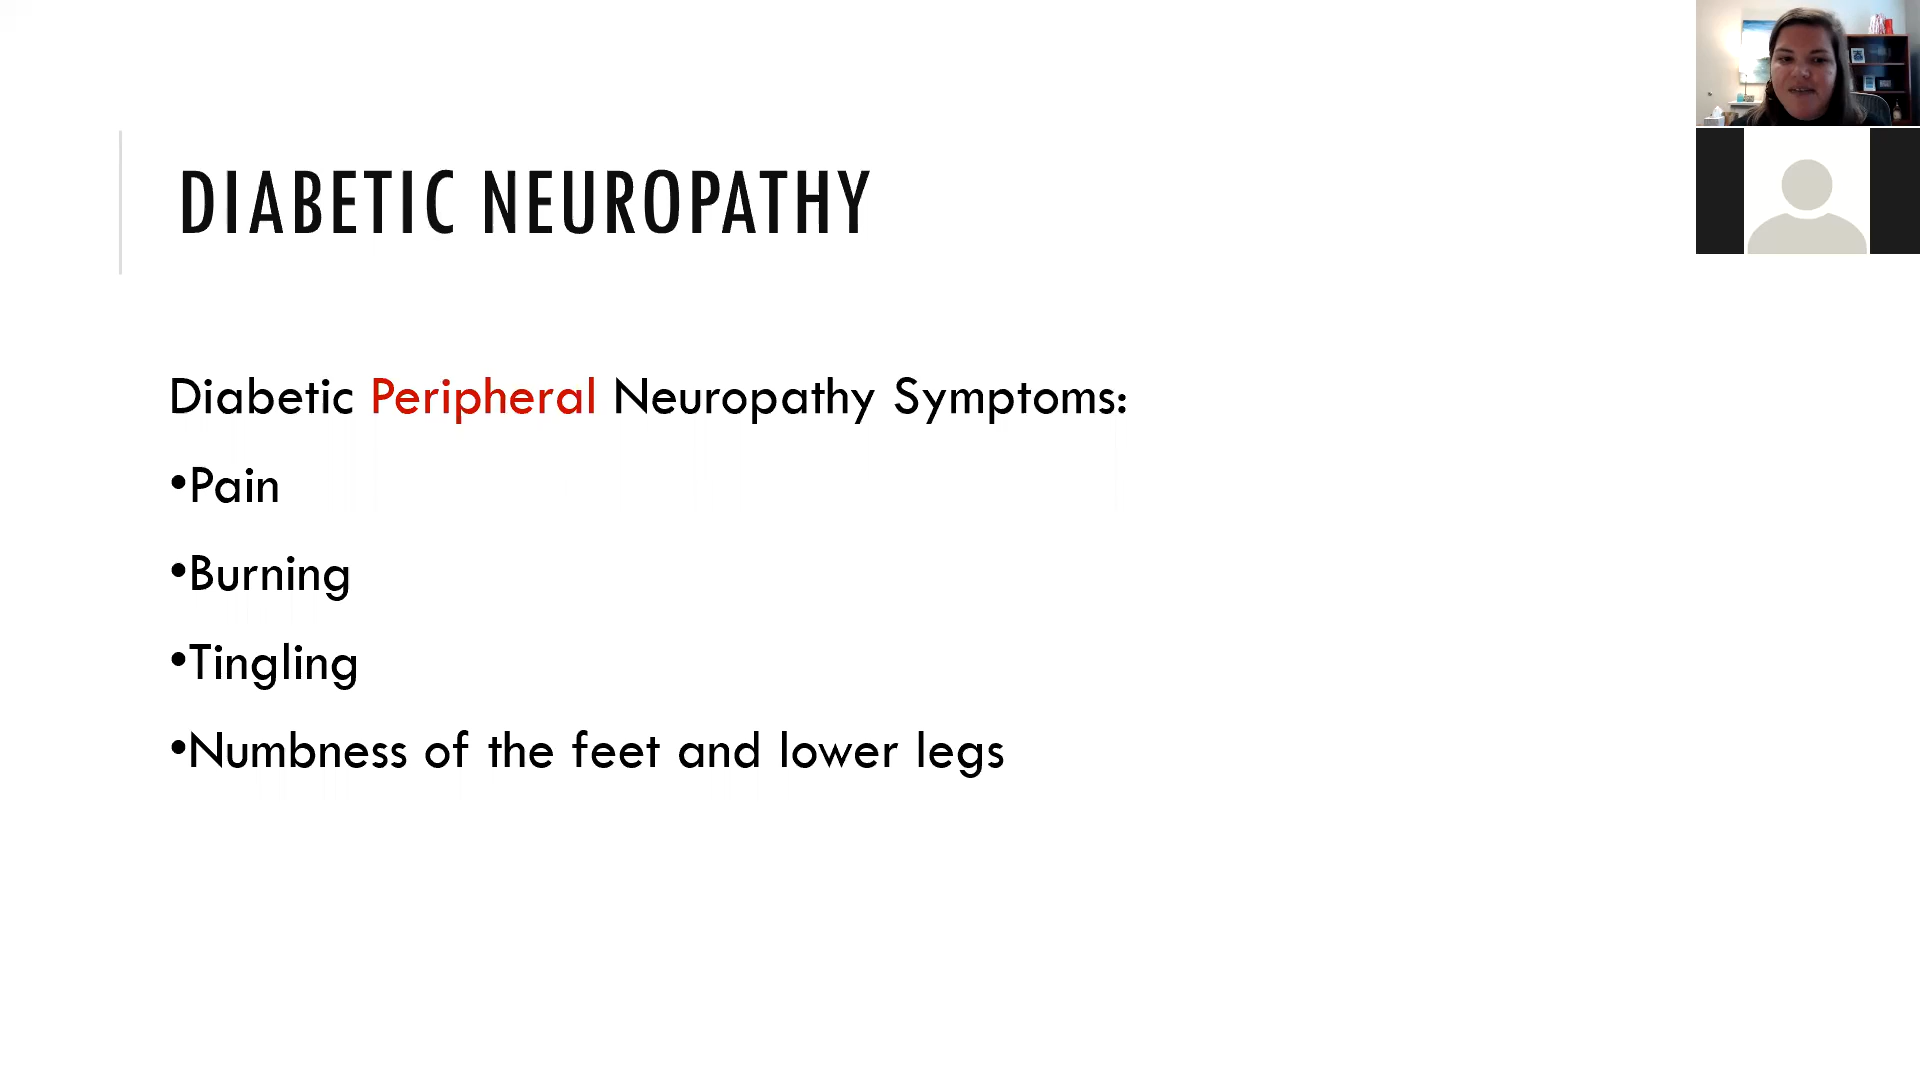 DIABETIC NEUROPATHY
Diabetic Peripheral Neuropathy Symptoms:
•Pain
•Burning
•Tingling
•Numbness of the feet and lower legs